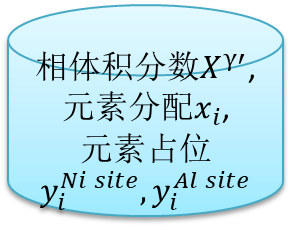 相体积分数X^γ′,
元素分配x_i,
元素占位
y_i^Ni site, y_i^Al site